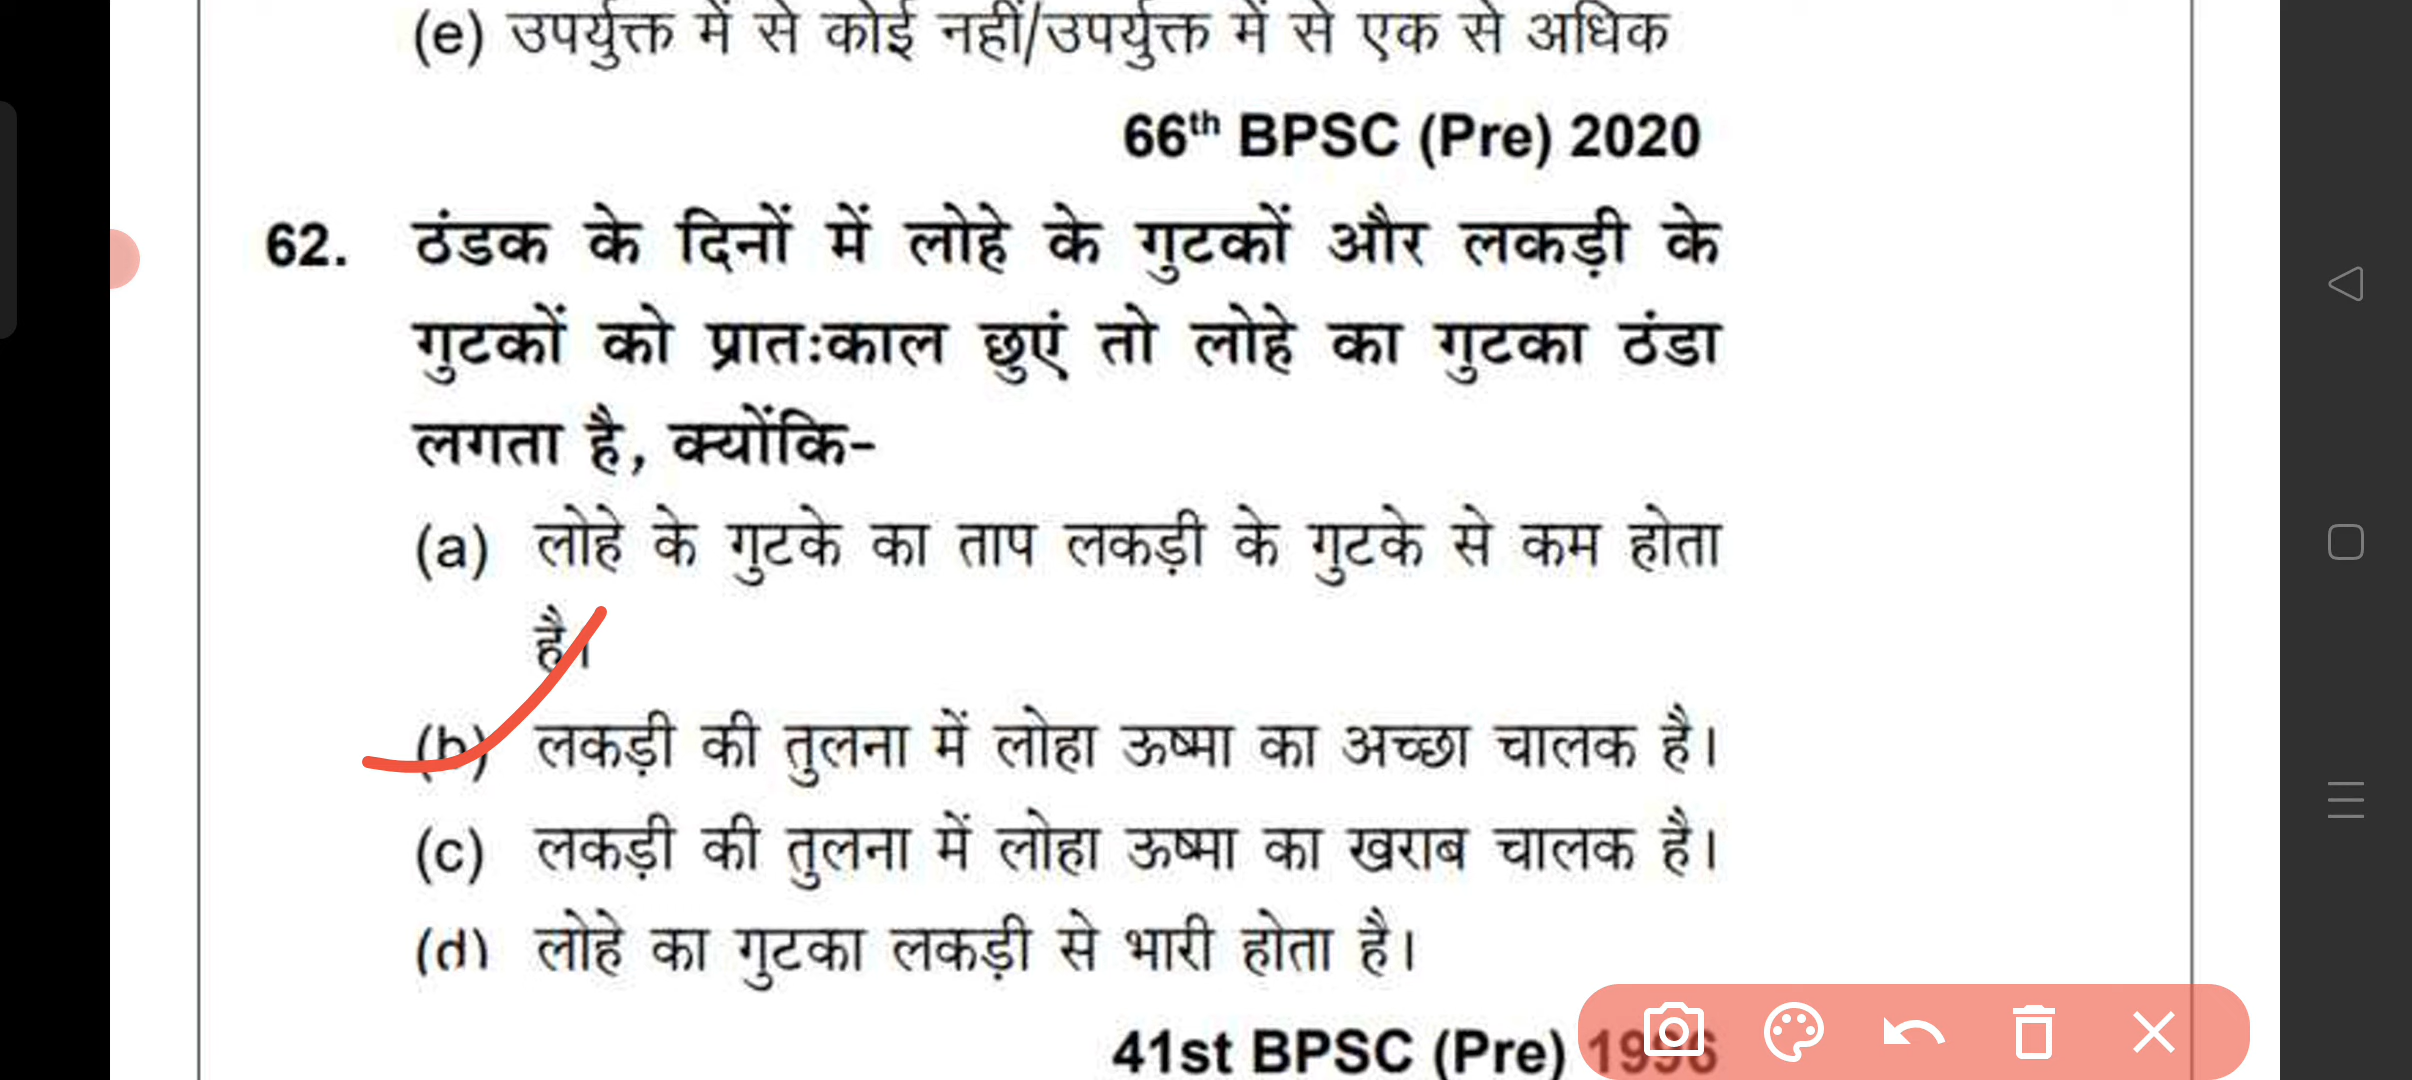 (e) उपर्युक्त में से कोई नहीं/उपर्युक्त में से एक से अधिक
66th BPSC (Pre) 2020
62. ठंडक के दिनों में लोहे के गुटकों और लकड़ी के
गुटकों को प्रातःकाल छुएं तो लोहे का गुटका ठंडा
लगता है, क्योंकि-
(a) लोहे के गुटके का ताप लकड़ी के गुटके से कम होता
है।
(b) लकड़ी की तुलना में लोहा ऊष्मा का अच्छा चालक है।
(c) लकड़ी की तुलना में लोहा ऊष्मा का खराब चालक है।
(d) लोहे का गुटका लकड़ी से भारी होता है।
41st BPSC (Pre) 1996